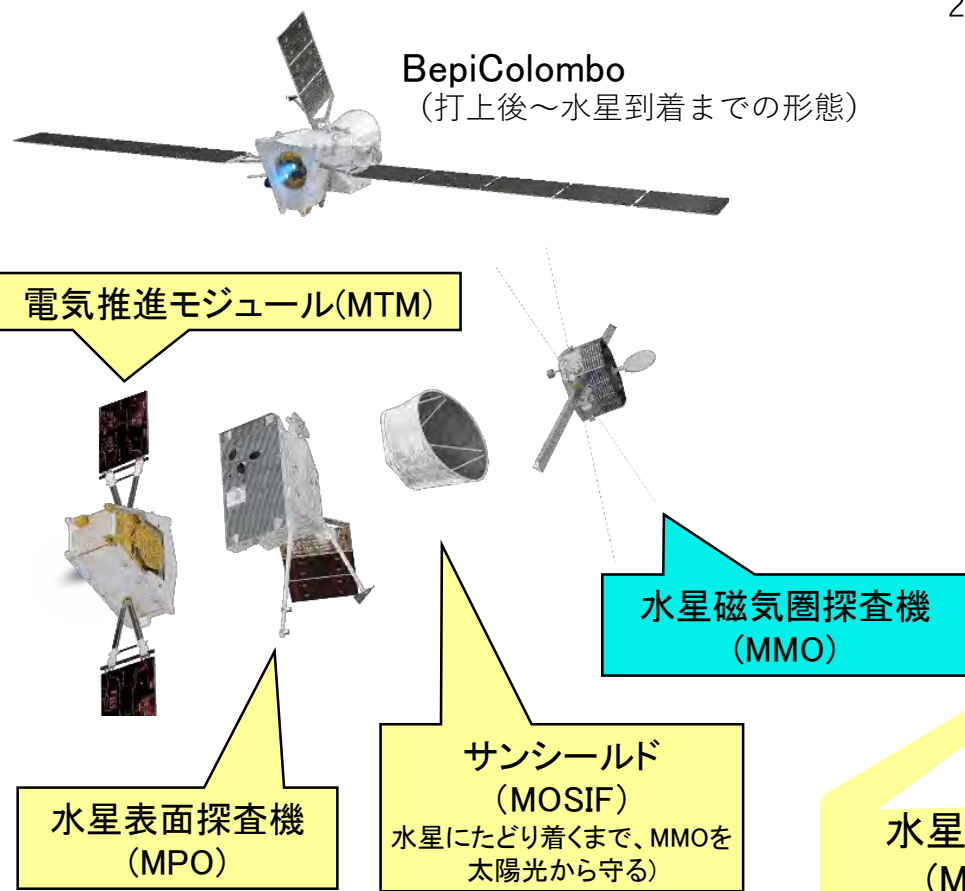 2
BepiColombo
（打上後～水星到着までの形態）
電気推進モジュール(MTM)
水星磁気圏探査機
(MMO)
サンシールド
(MOSIF)
水星にたどり着くまで、MMOを
太陽光から守る)
水星表面探査機
(MPO)
水星
(M